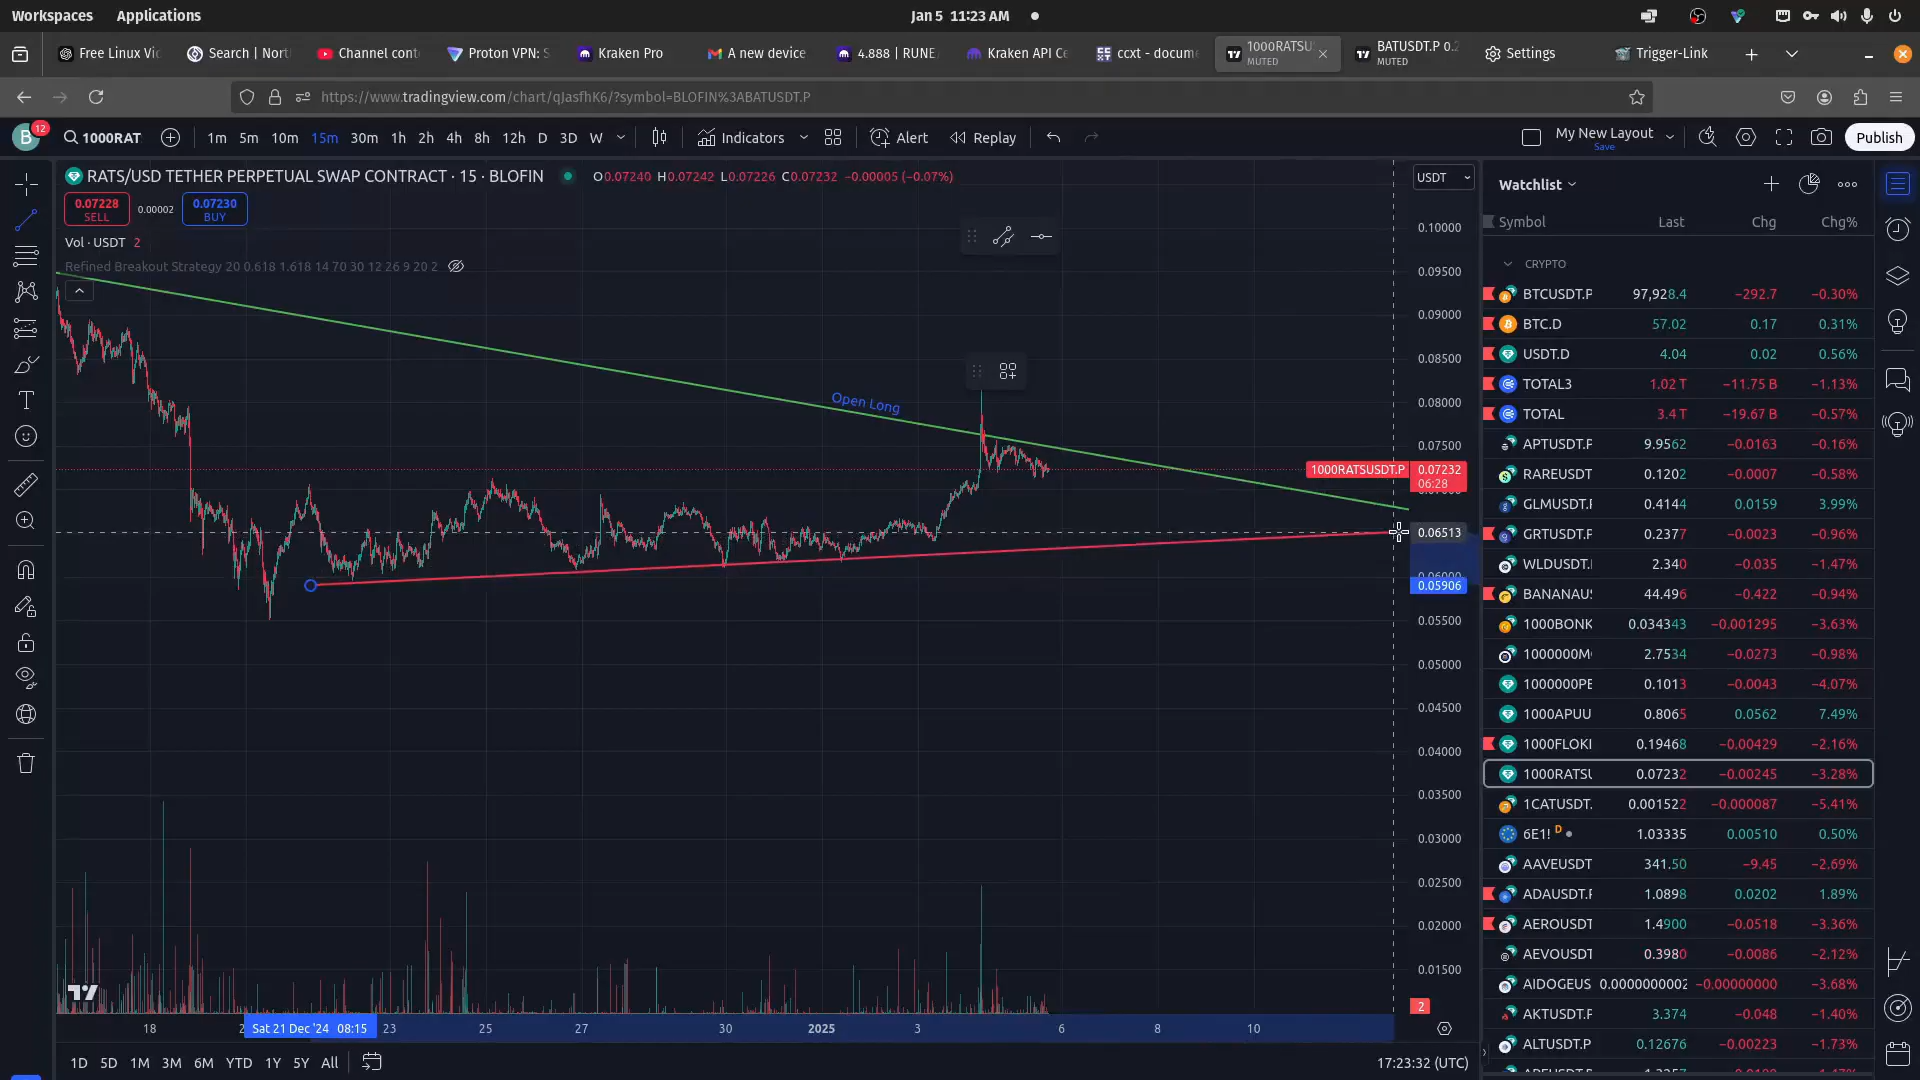 Workspaces Applications Jan 5 11:23 AM
Free Linux Vi Search | Nor Channel cont Proton VPN: S Kraken Pro A new device 4.888 | RUNE Kraken API Ce ccxt - docume 1000RATSU MUTED BATUSDT.P 0.2 MUTED Settings Trigger-Link
https://www.tradingview.com/chart/qJasfhK6/?symbol=BLOFIN%3ABATUSDT.P
B 12 1000RAT 1m 5m 10m 15m 30m 1h 2h 4h 8h 12h D 3D W Indicators Alert Replay My New Layout Save Publish
RATS/USD TETHER PERPETUAL SWAP CONTRACT · 15 · BLOFIN O0.07240 H0.07242 L0.07226 C0.07232 −0.00005 (−0.07%)
USDT
0.07228 SELL 0.00002 0.07230 BUY
Vol · USDT 2
Refined Breakout Strategy 20 0.618 1.618 14 70 30 12 26 9 20 2
Open Long
0.10000
0.09500
0.09000
0.08500
0.08000
0.07500
1000RATSUSDT.P 0.07232
06:28
0.06513
0.05906
0.05500
0.05000
0.04500
0.04000
0.03500
0.03000
0.02500
0.02000
0.01500
2
18 Sat 21 Dec '24 08:15 23 25 27 30 2025 3 6 8 10
1D 5D 1M 3M 6M YTD 1Y 5Y All 17:23:32 (UTC)
Watchlist
Symbol Last Chg Chg%
CRYPTO
BTCUSDT.P 97,928.4 −292.7 −0.30%
BTC.D 57.02 0.17 0.31%
USDT.D 4.04 0.02 0.56%
TOTAL3 1.02 T −11.75 B −1.13%
TOTAL 3.4 T −19.67 B −0.57%
APTUSDT.F 9.9562 −0.0163 −0.16%
RAREUSDT 0.1202 −0.0007 −0.58%
GLMUSDT.F 0.4144 0.0159 3.99%
GRTUSDT.P 0.2377 −0.0023 −0.96%
WLDUSDT. 2.340 −0.035 −1.47%
BANANAUS 44.496 −0.422 −0.94%
1000BONK 0.034343 −0.001295 −3.63%
1000000M 2.7534 −0.0273 −0.98%
1000000PE 0.1013 −0.0043 −4.07%
1000APUU 0.8065 0.0562 7.49%
1000FLOKI 0.19468 −0.00429 −2.16%
1000RATSU 0.07232 −0.00245 −3.28%
1CATUSDT. 0.001522 −0.000087 −5.41%
6E1! D 1.03335 0.00510 0.50%
AAVEUSDT 341.50 −9.45 −2.69%
ADAUSDT.F 1.0898 0.0202 1.89%
AEROUSDT 1.4900 −0.0518 −3.36%
AEVOUSDT 0.3980 −0.0086 −2.12%
AIDOGEUS 0.0000000002 −0.00000000 −3.68%
AKTUSDT.F 3.374 −0.048 −1.40%
ALTUSDT.P 0.12676 −0.00223 −1.73%